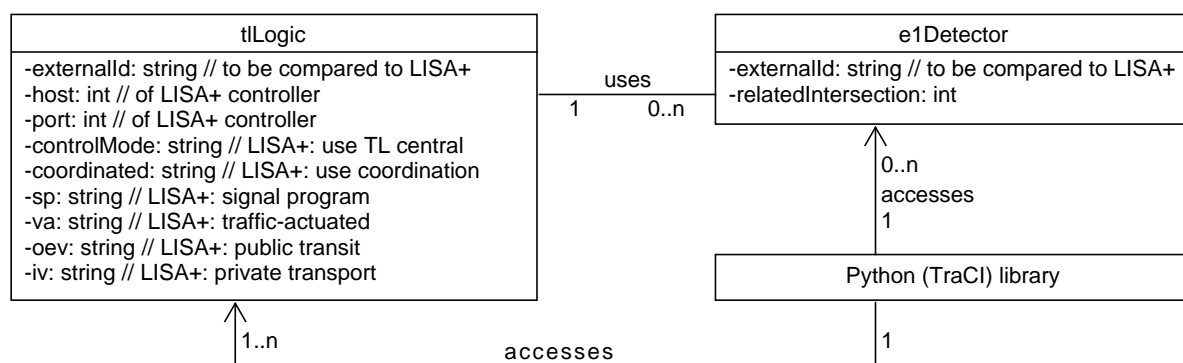 tlLogic
-externalId: string // to be compared to LISA+
-host: int // of LISA+ controller
-port: int // of LISA+ controller
-controlMode: string // LISA+: use TL central
-coordinated: string // LISA+: use coordination
-sp: string // LISA+: signal program
-va: string // LISA+: traffic-actuated
-oev: string // LISA+: public transit
-iv: string // LISA+: private transport
uses
1 0..n
e1Detector
-externalId: string // to be compared to LISA+
-relatedIntersection: int
0..n
accesses
1
Python (TraCI) library
1..n
accesses
1